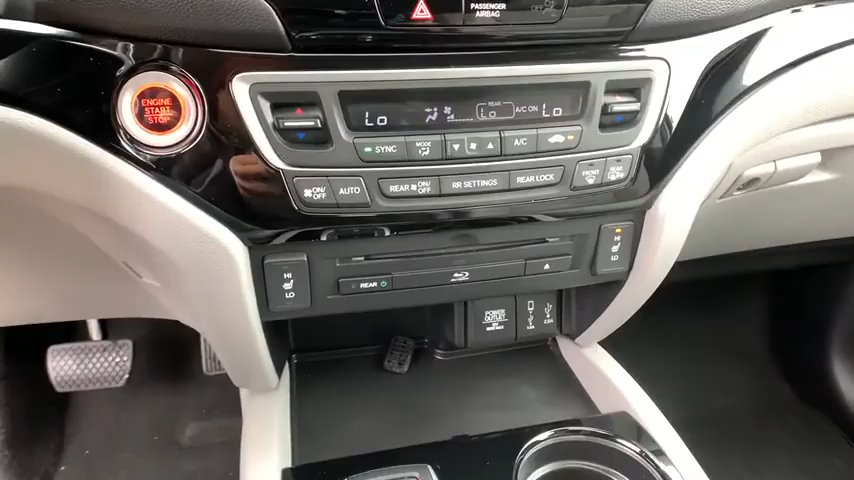 PASSENGER
AIRBAG
ENGINE
START
STOP
Lo
REAR
Lo
A/C ON
Lo
SYNC
MODE
A/C
ON/
OFF
AUTO
REAR ON/OFF
RR SETTINGS
REAR LOCK
FRONT
REAR
HI
LO
REAR
HI
LO
POWER
OUTLET